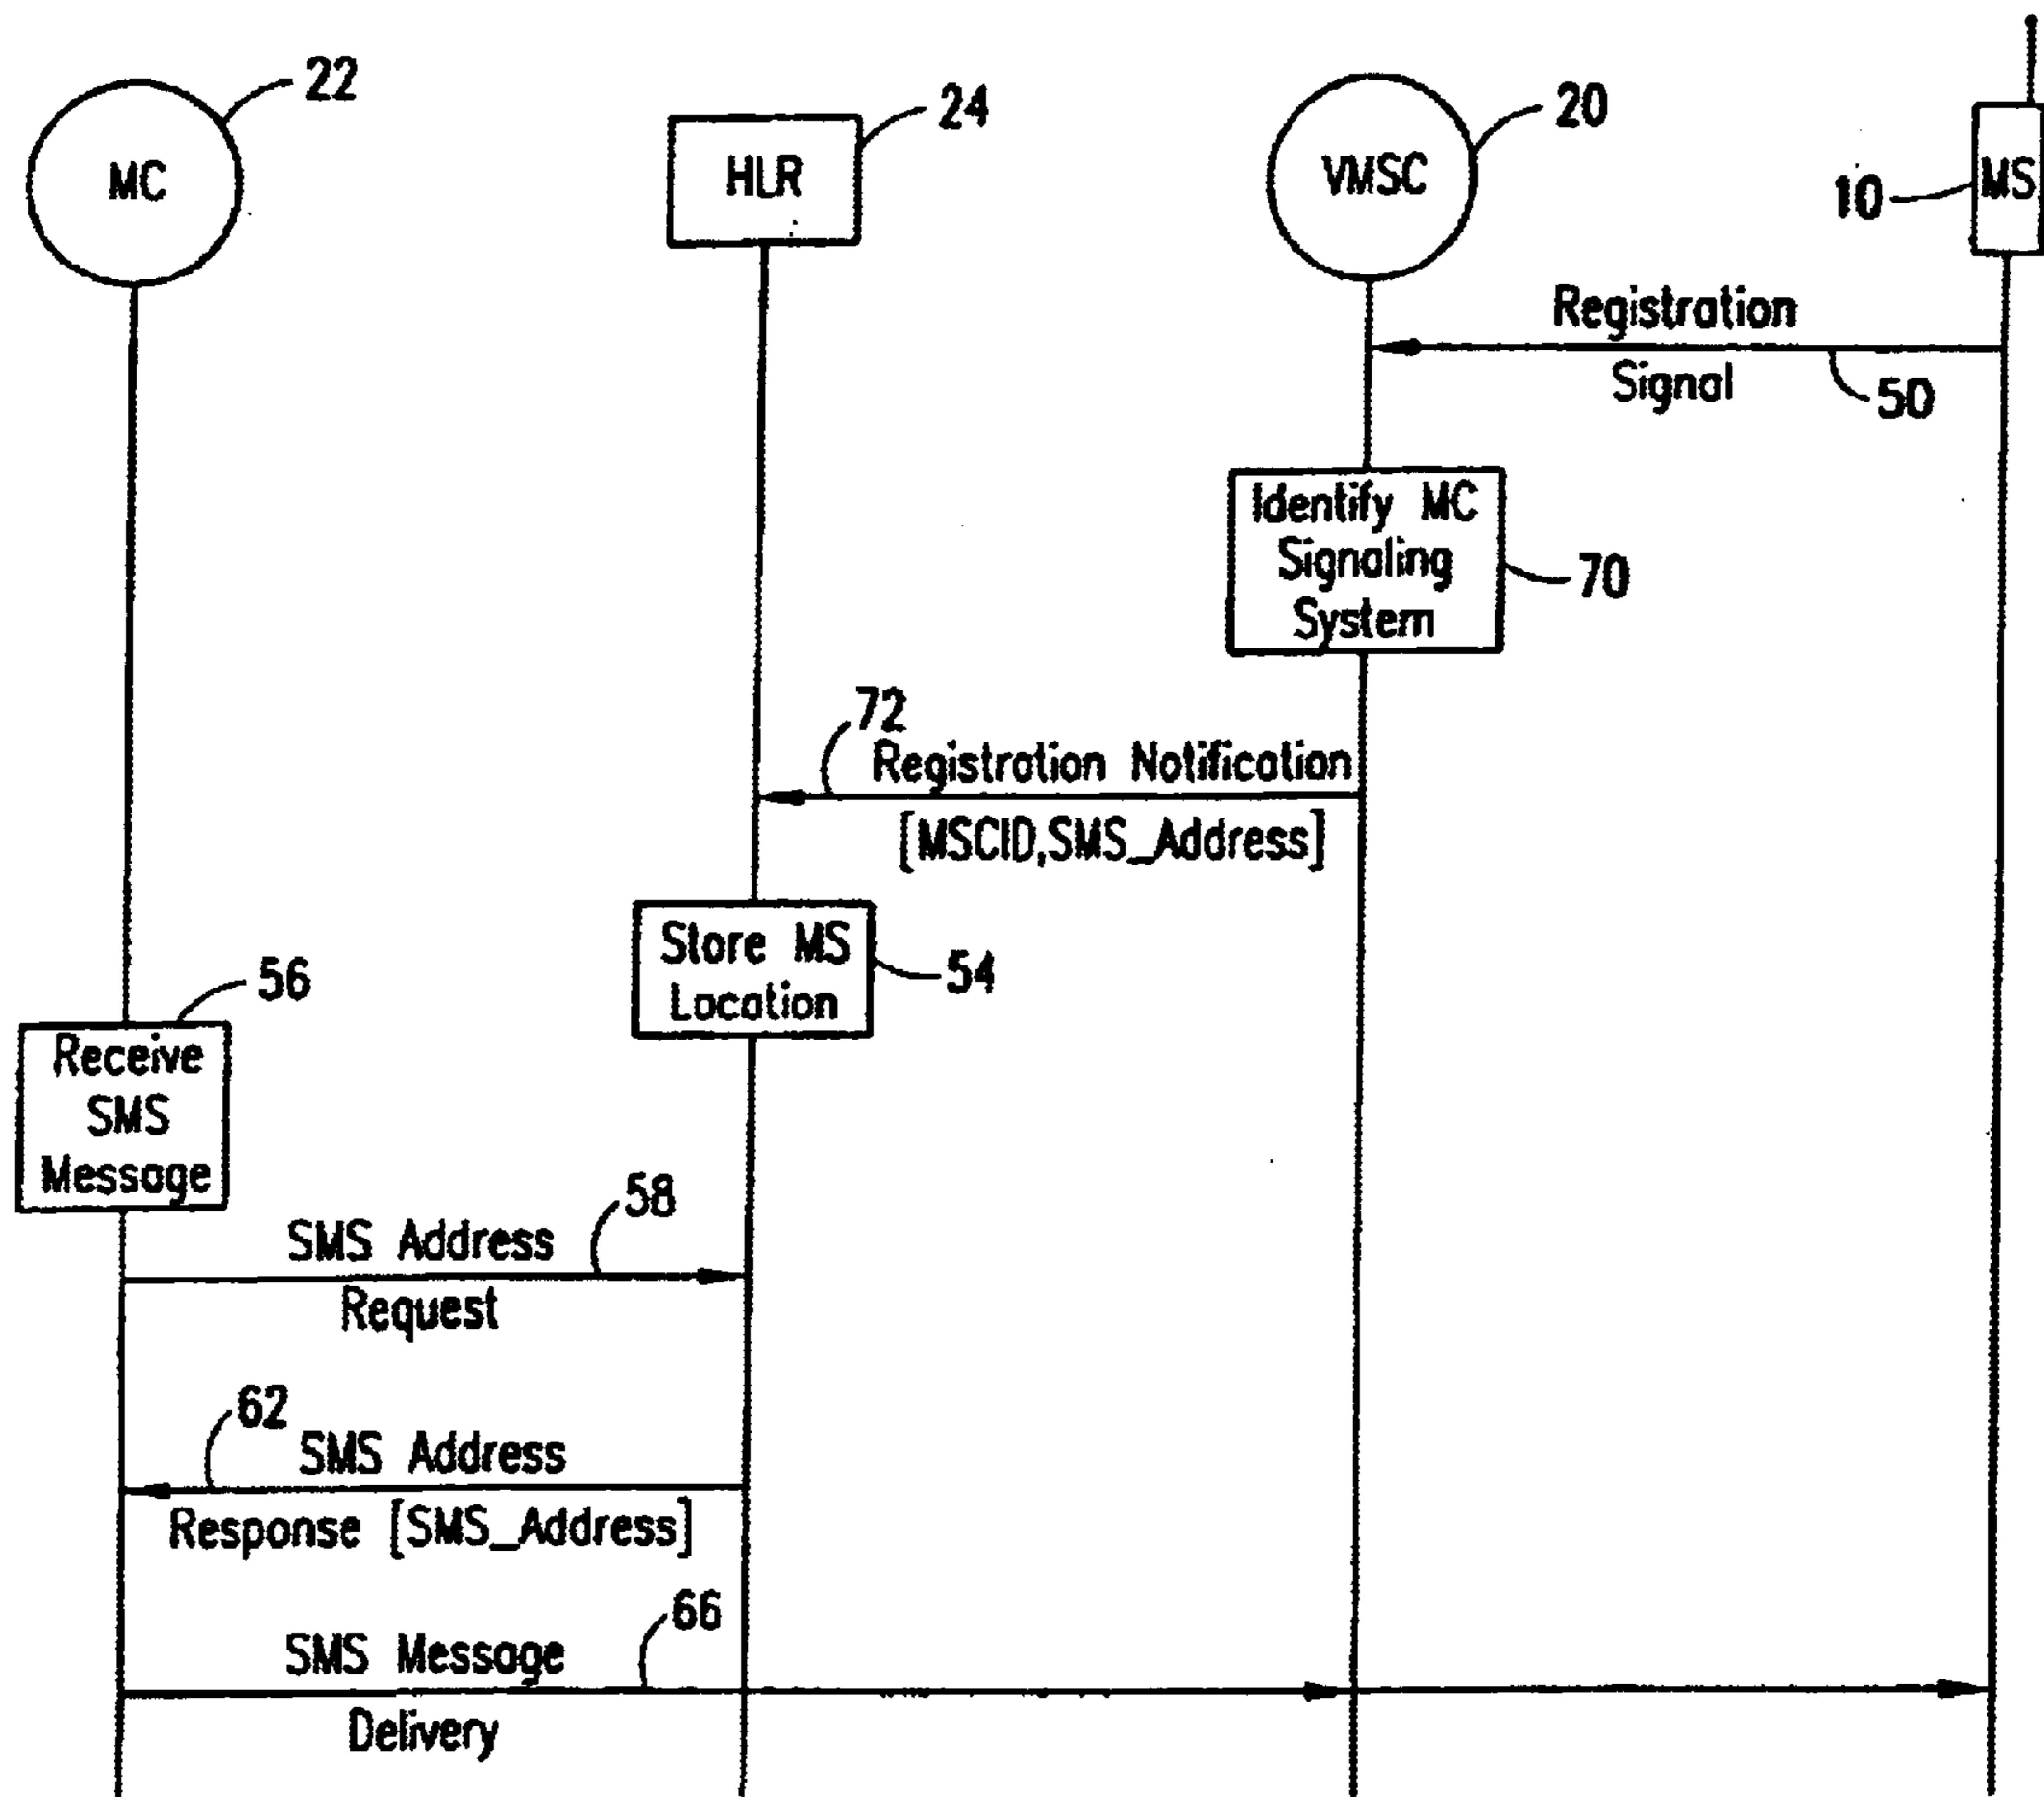 22
24
20
MC
HLR
VMSC
10
MS
Registration
Signal
50
Identify MC
Signaling
System
70
72
Registration Notification
[MSCID,SMS_Address]
Store MS
Location
54
56
Receive
SMS
Message
58
SMS Address
Request
62
SMS Address
Response [SMS_Address]
66
SMS Message
Delivery